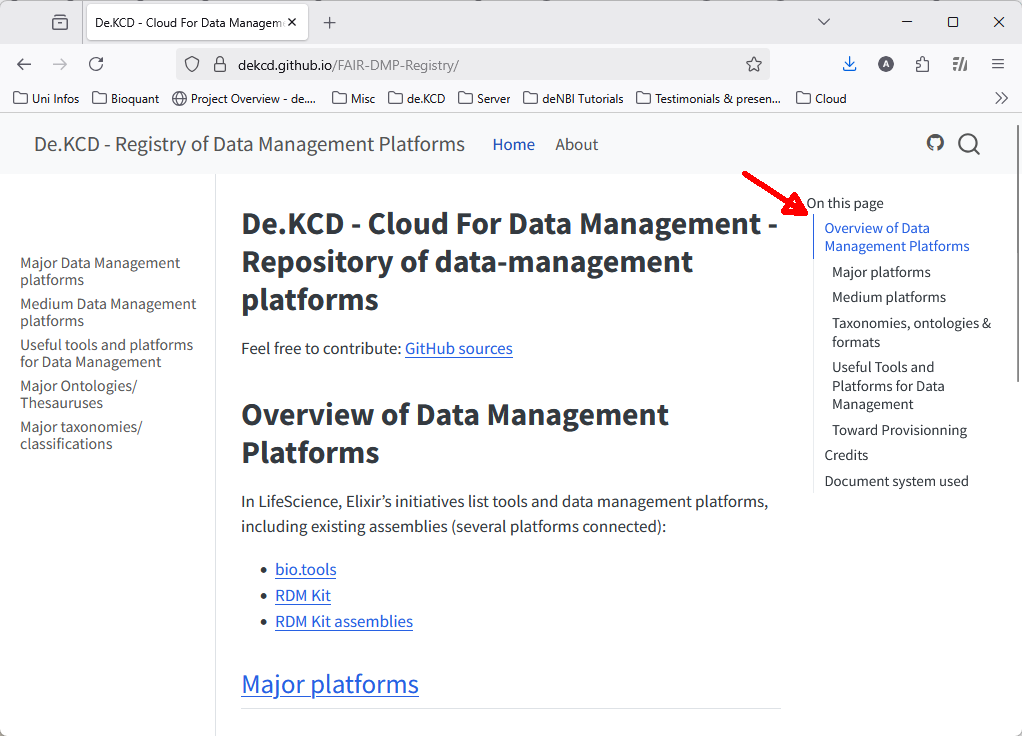 De.KCD - Cloud For Data Managem
dekcd.github.io/FAIR-DMP-Registry/
Uni Infos
Bioquant
Project Overview - de....
Misc
de.KCD
Server
deNBI Tutorials
Testimonials & presen...
Cloud
De.KCD - Registry of Data Management Platforms
Home
About
Major Data Management
platforms
Medium Data Management
platforms
Useful tools and platforms
for Data Management
Major Ontologies/
Thesauruses
Major taxonomies/
classifications
De.KCD - Cloud For Data Management -
Repository of data-management
platforms
Feel free to contribute: GitHub sources
Overview of Data Management
Platforms
In LifeScience, Elixir’s initiatives list tools and data management platforms,
including existing assemblies (several platforms connected):
bio.tools
RDM Kit
RDM Kit assemblies
Major platforms
On this page
Overview of Data
Management Platforms
Major platforms
Medium platforms
Taxonomies, ontologies &
formats
Useful Tools and
Platforms for Data
Management
Toward Provisionning
Credits
Document system used